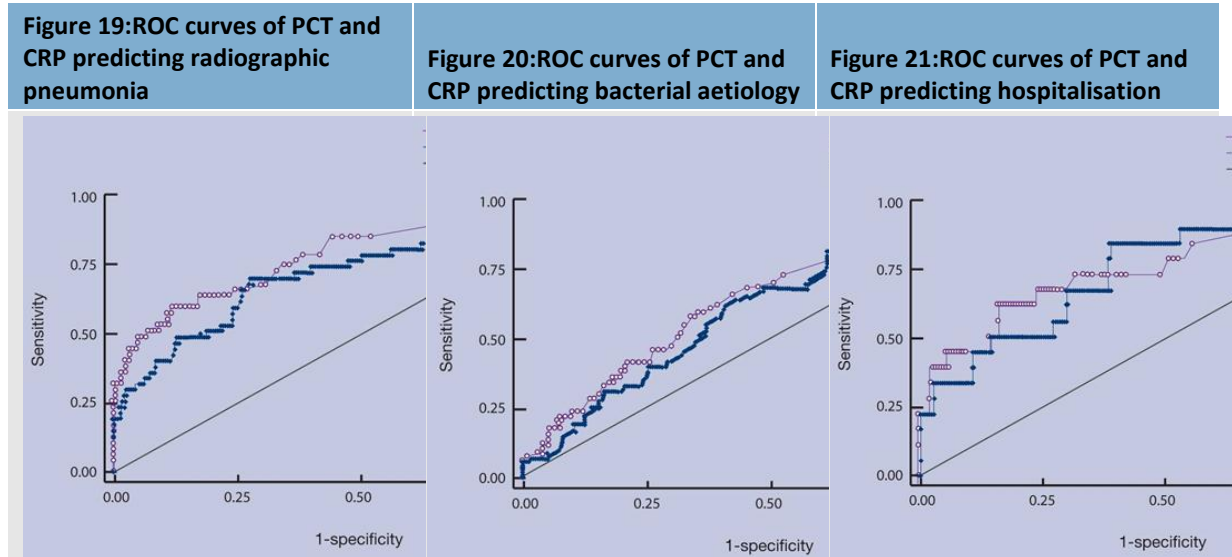 Figure 19:ROC curves of PCT and
CRP predicting radiographic
pneumonia
Figure 20:ROC curves of PCT and
CRP predicting bacterial aetiology
Figure 21:ROC curves of PCT and
CRP predicting hospitalisation
1.00
0.75
0.50
0.25
0.00
Sensitivity
0.00 0.25 0.50
1-specificity
1.00
0.75
0.50
0.25
0.00
Sensitivity
0.00 0.25 0.50
1-specificity
1.00
0.75
0.50
0.25
0.00
Sensitivity
0.00 0.25 0.50
1-specificity